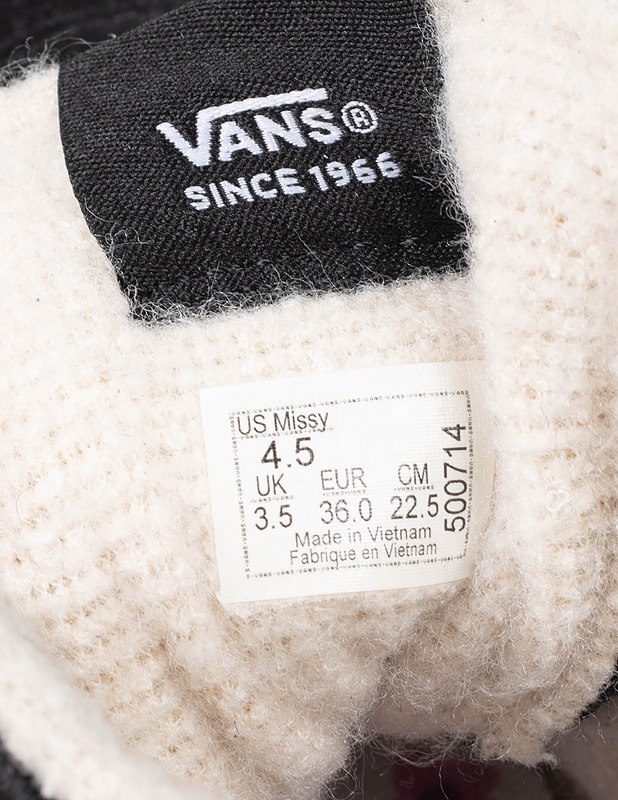 VANS®
SINCE 1966
US Missy
4.5
UK EUR CM
3.5 36.0 22.5
Made in Vietnam
Fabrique en Vietnam
500714